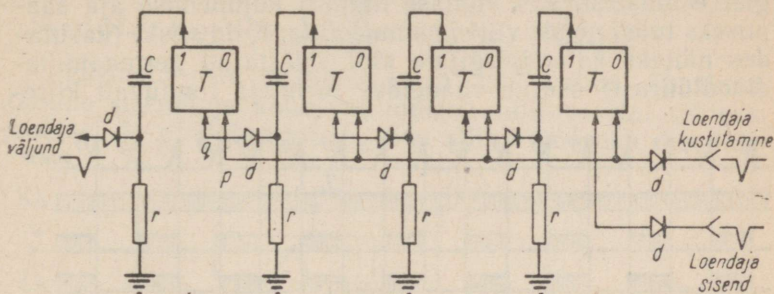 C 1 0 T C 1 0 T C 1 0 T C 1 0 T
Loendaja
väljund
d
q d d d
p
Loendaja
kustutamine
d
r r r r
d
Loendaja
sisend